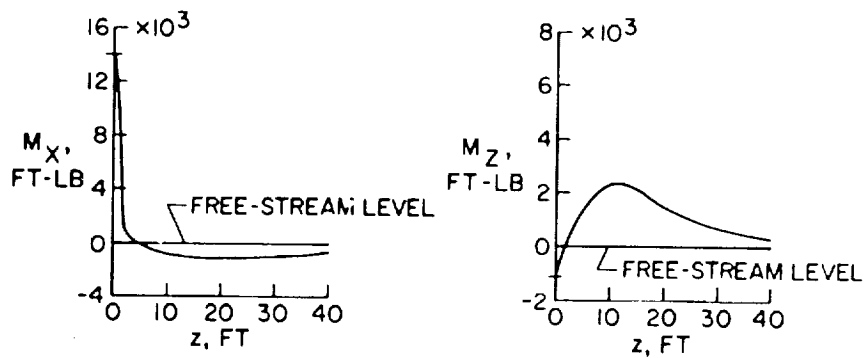 16 ×10³
12
8
4
0
-4
M_X,
FT-LB
FREE-STREAM LEVEL
0 10 20 30 40
z, FT
8 ×10³
6
4
2
0
-2
M_Z,
FT-LB
FREE-STREAM LEVEL
0 10 20 30 40
z, FT